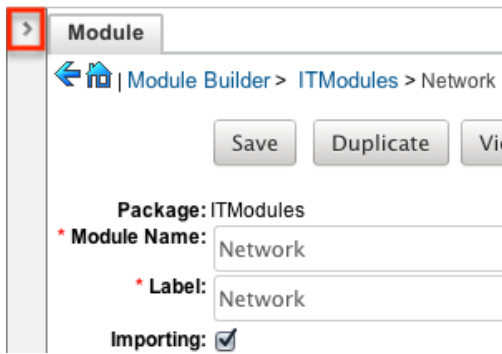 Module
| Module Builder > ITModules > Network
Save Duplicate
Package: ITModules
* Module Name: Network
* Label: Network
Importing: